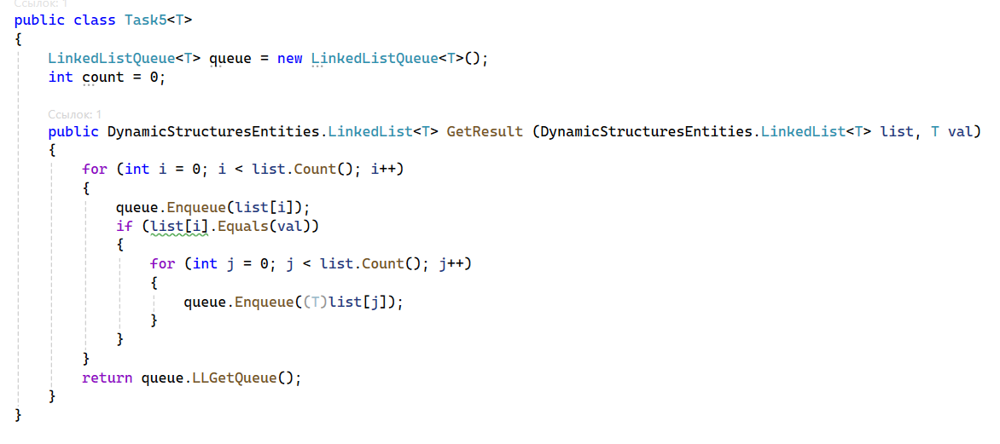 Ссылок: 1
public class Task5<T>
{
    LinkedListQueue<T> queue = new LinkedListQueue<T>();
    int count = 0;
    Ссылок: 1
    public DynamicStructuresEntities.LinkedList<T> GetResult (DynamicStructuresEntities.LinkedList<T> list, T val)
    {
        for (int i = 0; i < list.Count(); i++)
        {
            queue.Enqueue(list[i]);
            if (list[i].Equals(val))
            {
                for (int j = 0; j < list.Count(); j++)
                {
                    queue.Enqueue((T)list[j]);
                }
            }
        }
        return queue.LLGetQueue();
    }
}